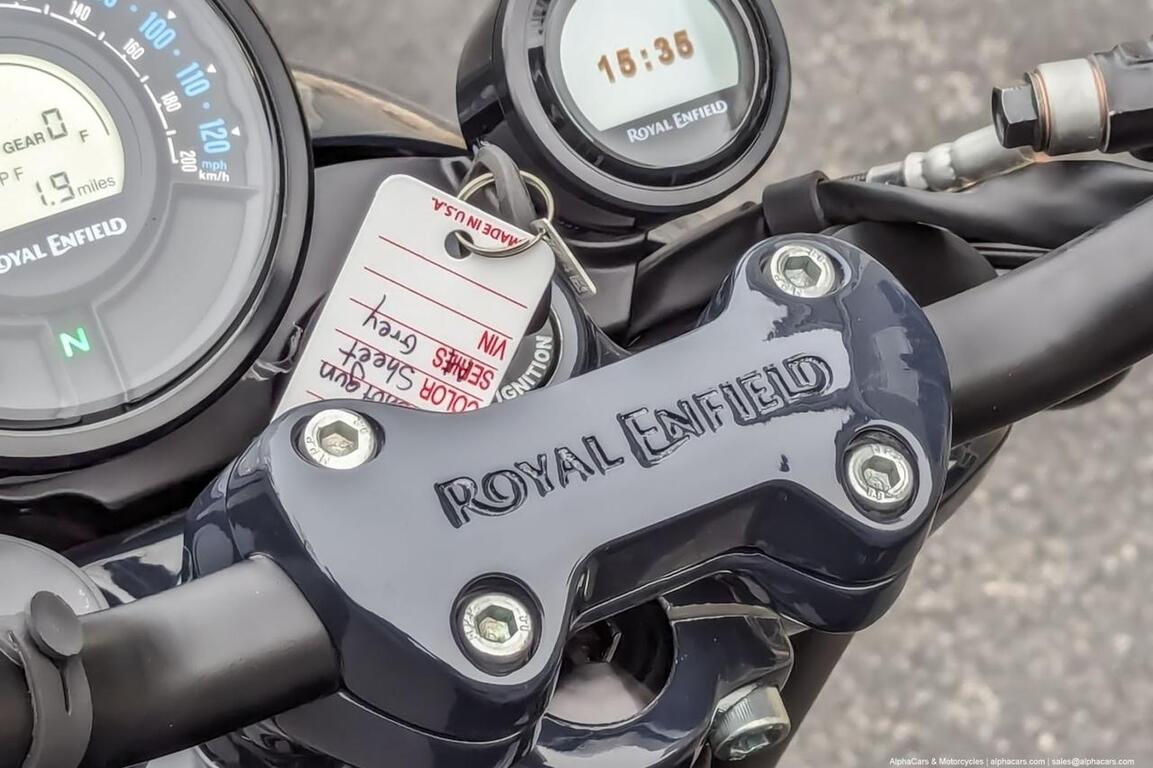 140
160
180
200
100
110
120
mph
km/h
GEAR 0 F
P F
1.9 miles
ROYAL ENFIELD
N
15:35
ROYAL ENFIELD
MADE IN U.S.A.
VIN
SERIES
Grey
COLOR
Sheet
IGNITION
ROYAL ENFIELD
AlphaCars & Motorcycles | alphacars.com | sales@alphacars.com